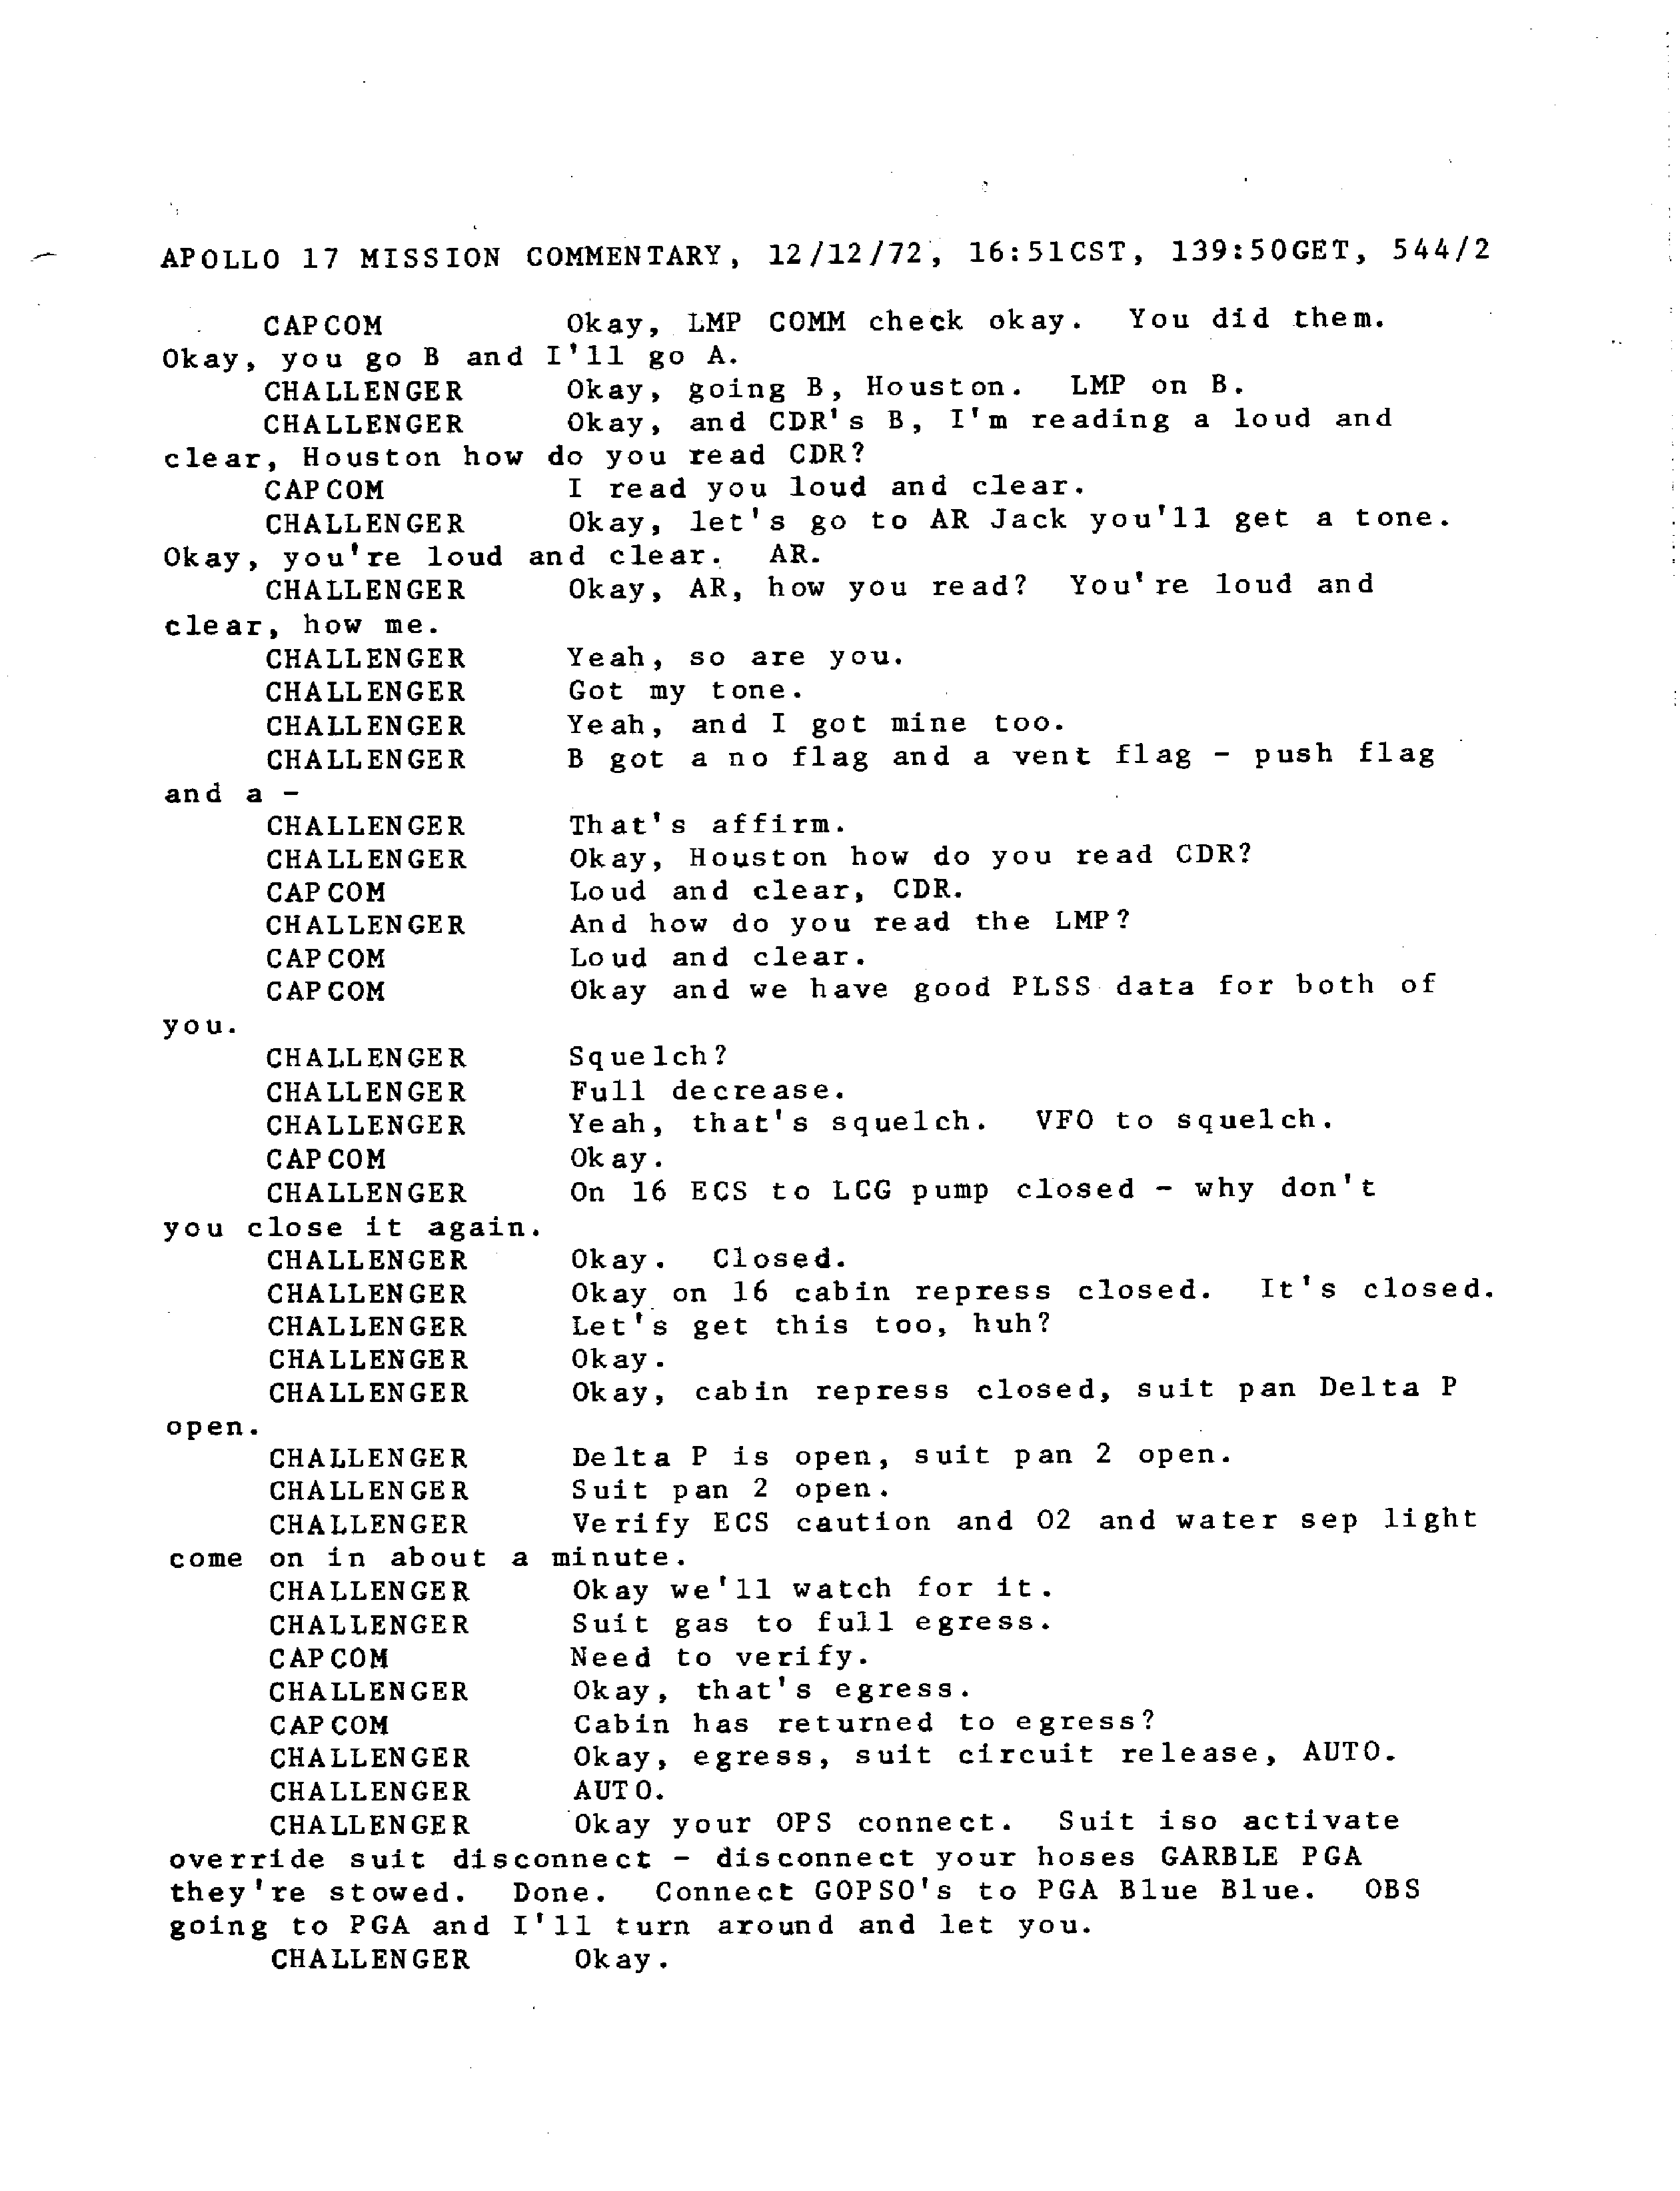 APOLLO 17 MISSION COMMENTARY, 12/12/72, 16:51CST, 139:50GET, 544/2
CAPCOM Okay, LMP COMM check okay. You did them.
Okay, you go B and I'll go A.
CHALLENGER Okay, going B, Houston. LMP on B.
CHALLENGER Okay, and CDR's B, I'm reading a loud and
clear, Houston how do you read CDR?
CAPCOM I read you loud and clear.
CHALLENGER Okay, let's go to AR Jack you'll get a tone.
Okay, you're loud and clear. AR.
CHALLENGER Okay, AR, how you read? You're loud and
clear, how me.
CHALLENGER Yeah, so are you.
CHALLENGER Got my tone.
CHALLENGER Yeah, and I got mine too.
CHALLENGER B got a no flag and a vent flag - push flag
and a -
CHALLENGER That's affirm.
CHALLENGER Okay, Houston how do you read CDR?
CAPCOM Loud and clear, CDR.
CHALLENGER And how do you read the LMP?
CAPCOM Loud and clear.
CAPCOM Okay and we have good PLSS data for both of
you.
CHALLENGER Squelch?
CHALLENGER Full decrease.
CHALLENGER Yeah, that's squelch. VFO to squelch.
CAPCOM Okay.
CHALLENGER On 16 ECS to LCG pump closed - why don't
you close it again.
CHALLENGER Okay. Closed.
CHALLENGER Okay on 16 cabin repress closed. It's closed.
CHALLENGER Let's get this too, huh?
CHALLENGER Okay.
CHALLENGER Okay, cabin repress closed, suit pan Delta P
open.
CHALLENGER Delta P is open, suit pan 2 open.
CHALLENGER Suit pan 2 open.
CHALLENGER Verify ECS caution and O2 and water sep light
come on in about a minute.
CHALLENGER Okay we'll watch for it.
CHALLENGER Suit gas to full egress.
CAPCOM Need to verify.
CHALLENGER Okay, that's egress.
CAPCOM Cabin has returned to egress?
CHALLENGER Okay, egress, suit circuit release, AUTO.
CHALLENGER AUTO.
CHALLENGER Okay your OPS connect. Suit iso activate
override suit disconnect - disconnect your hoses GARBLE PGA
they're stowed. Done. Connect GOPSO's to PGA Blue Blue. OBS
going to PGA and I'll turn around and let you.
CHALLENGER Okay.